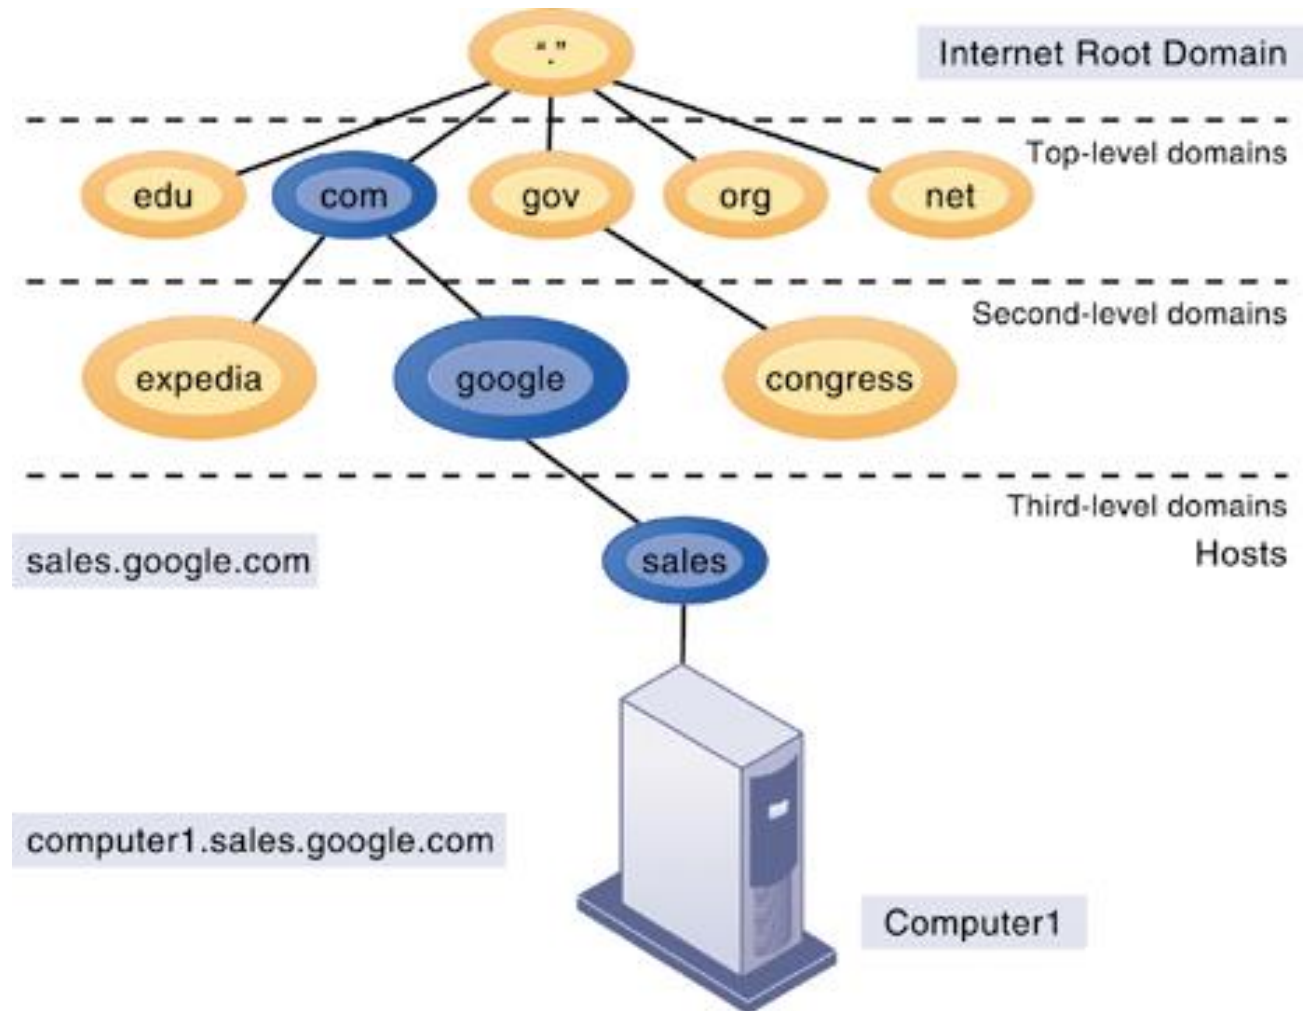 “.”
Internet Root Domain
Top-level domains
edu
com
gov
org
net
Second-level domains
expedia
google
congress
Third-level domains
Hosts
sales.google.com
sales
computer1.sales.google.com
Computer1